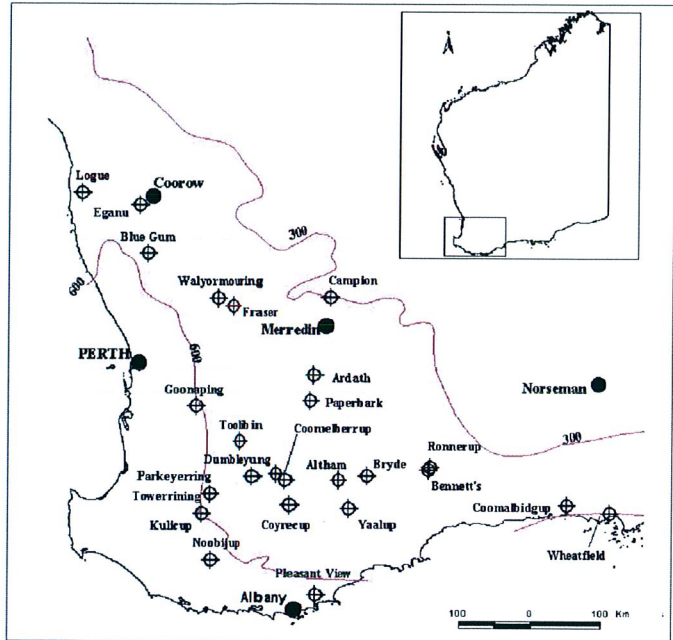 Logue
Coorow
Eganu
Blue Gum
300
600
Walyormouring
Campion
Fraser
Merredin
PERTH
600
Ardath
Norseman
Goonaping
Paperbark
Toolibin
Coomelberrup
300
Dumbleyung
Ronnerup
Altham
Bryde
Parkeyerring
Bennett's
Towerrining
Coomalbidgup
Kulicup
Coyrecup
Yaalup
Wheatfield
Noobijup
Pleasant View
Albany
100 0 100 Km